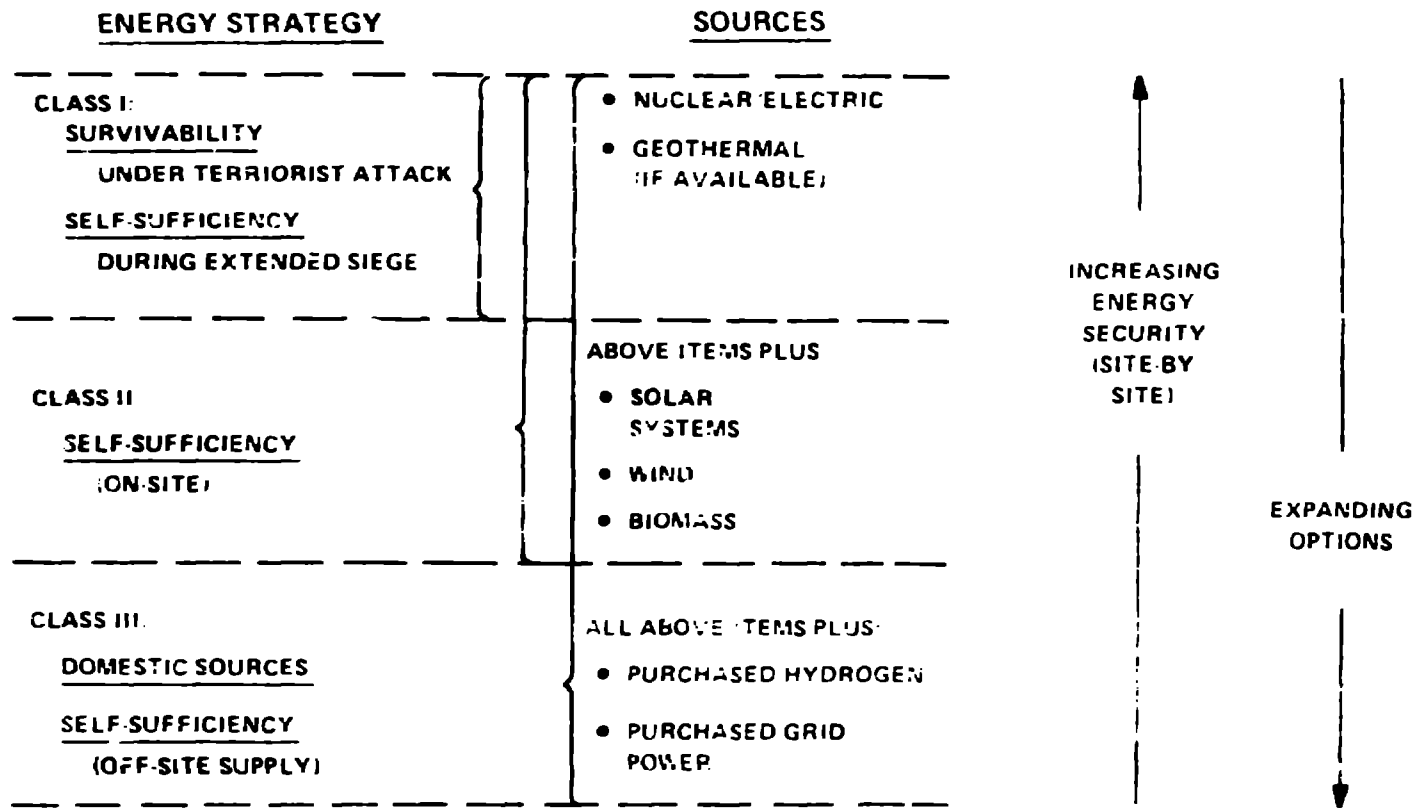 ENERGY STRATEGY
SOURCES
CLASS I:
SURVIVABILITY
UNDER TERRIORIST ATTACK
SELF-SUFFICIENCY
DURING EXTENDED SIEGE
• NUCLEAR ELECTRIC
• GEOTHERMAL
(IF AVAILABLE)
CLASS II
SELF-SUFFICIENCY
(ON-SITE)
ABOVE ITEMS PLUS
• SOLAR
SYSTEMS
• WIND
• BIOMASS
CLASS III.
DOMESTIC SOURCES
SELF-SUFFICIENCY
(OFF-SITE SUPPLY)
ALL ABOVE ITEMS PLUS:
• PURCHASED HYDROGEN
• PURCHASED GRID
POWER
INCREASING
ENERGY
SECURITY
(SITE-BY
SITE)
EXPANDING
OPTIONS